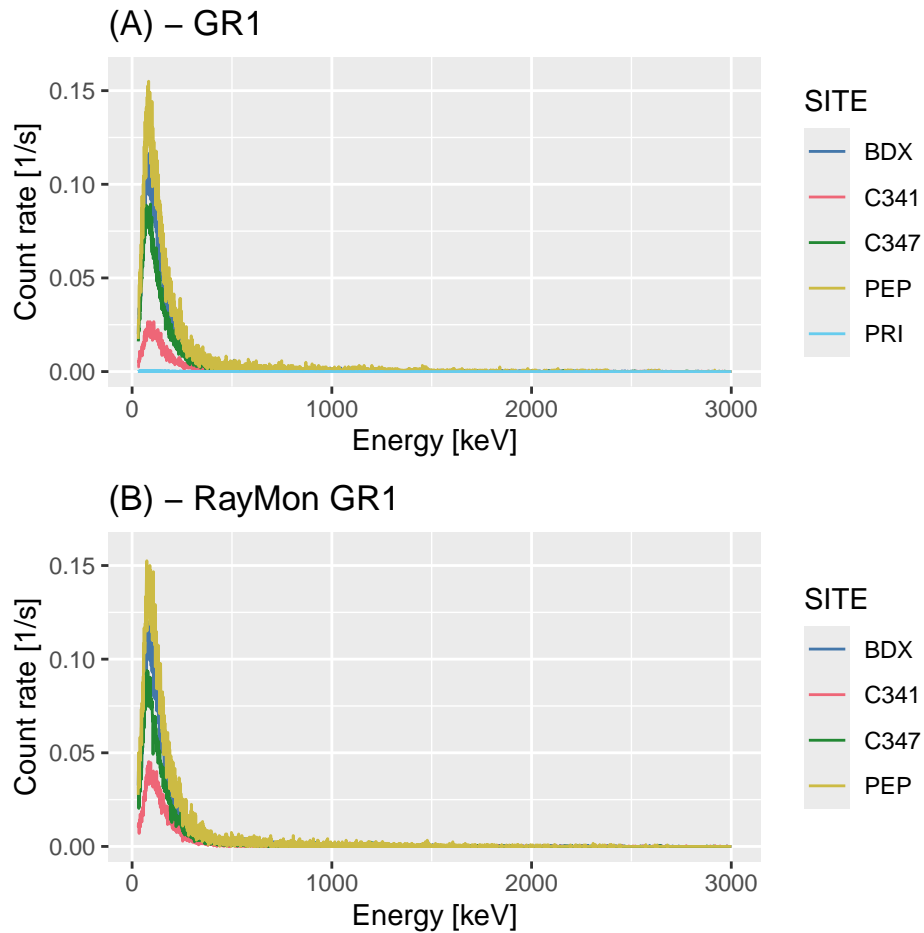 (A) – GR1
Count rate [1/s]
0.15
0.10
0.05
0.00
0
1000
2000
3000
Energy [keV]
SITE
BDX
C341
C347
PEP
PRI
(B) – RayMon GR1
Count rate [1/s]
0.15
0.10
0.05
0.00
0
1000
2000
3000
Energy [keV]
SITE
BDX
C341
C347
PEP